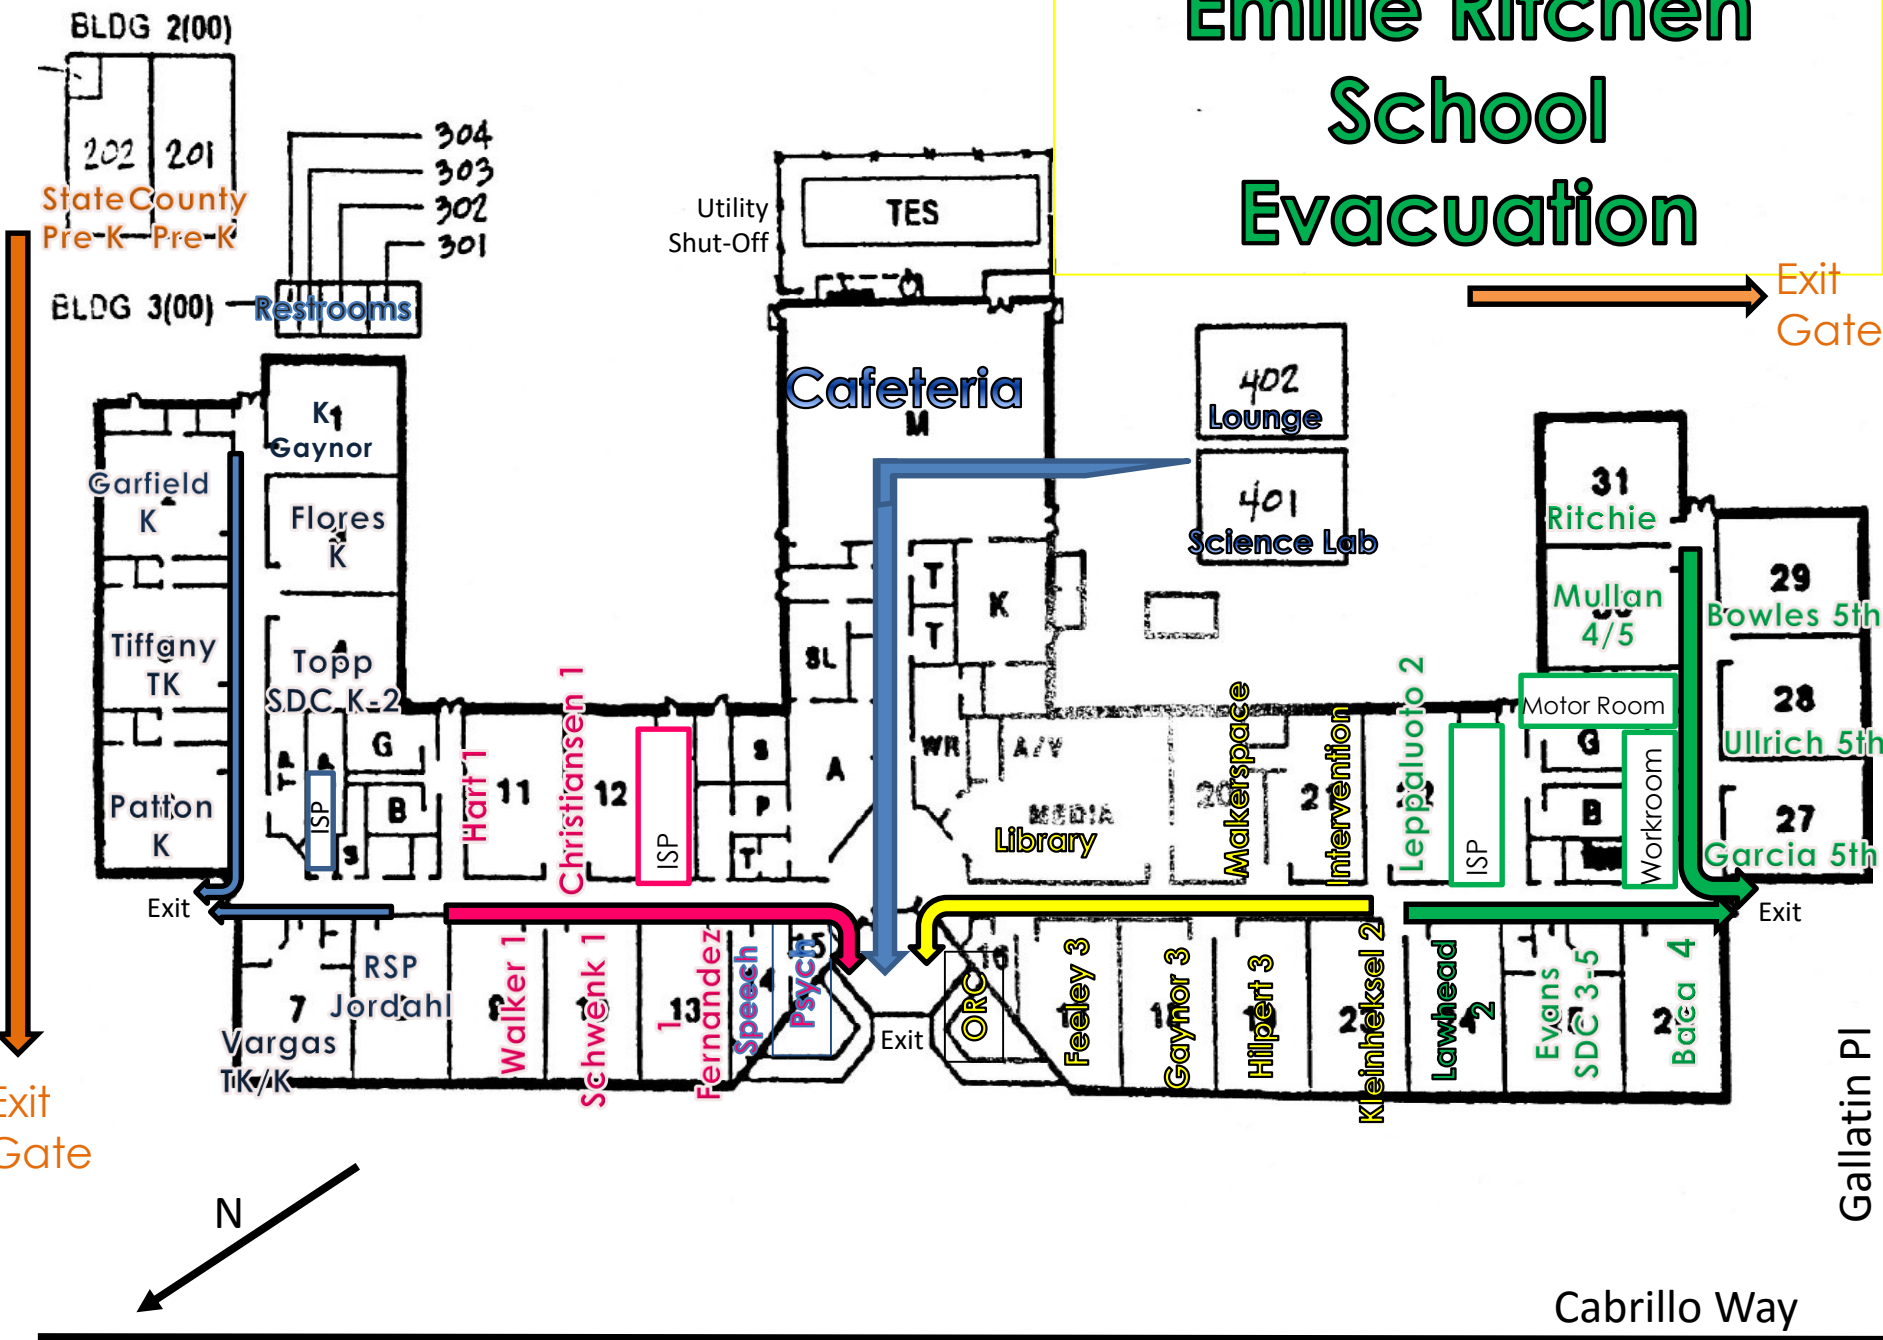 BLDG 2(00)
202 201
State County
Pre K Pre K
304
303
302
301
BLDG 3(00)
Restrooms
Utility
Shut-Off
TES
Emilie Ritchen
School
Evacuation
Exit
Gate
K1
Gaynor
Garfield
K
Flores
K
Tiffany
TK
Topp
SDC K-2
Patton
K
A
T
A
ISP
S
G
B
Hart 1
11
Christiansen 1
12
ISP
S
P
T
Cafeteria
M
T
T
K
SL
A
WR
A/V
MEDIA
Library
402
Lounge
401
Science Lab
20
Makerspace
21
Intervention
Leppaluoto 2
ISP
31
Ritchie
Mullan
4/5
Motor Room
G
B
Workroom
29
Bowles 5th
28
Ullrich 5th
27
Garcia 5th
Exit
Exit
7
Vargas
TK/K
RSP
Jordahl
Walker 1
Schwenk 1
13
Fernandez
1
Speech
Psych
Exit
16
ORC
Feeley 3
Gaynor 3
Hilpert 3
Kleinheksel 2
Lawhead
2
Evans
SDC 3-5
Baca 4
Exit
Gate
N
Gallatin Pl
Cabrillo Way